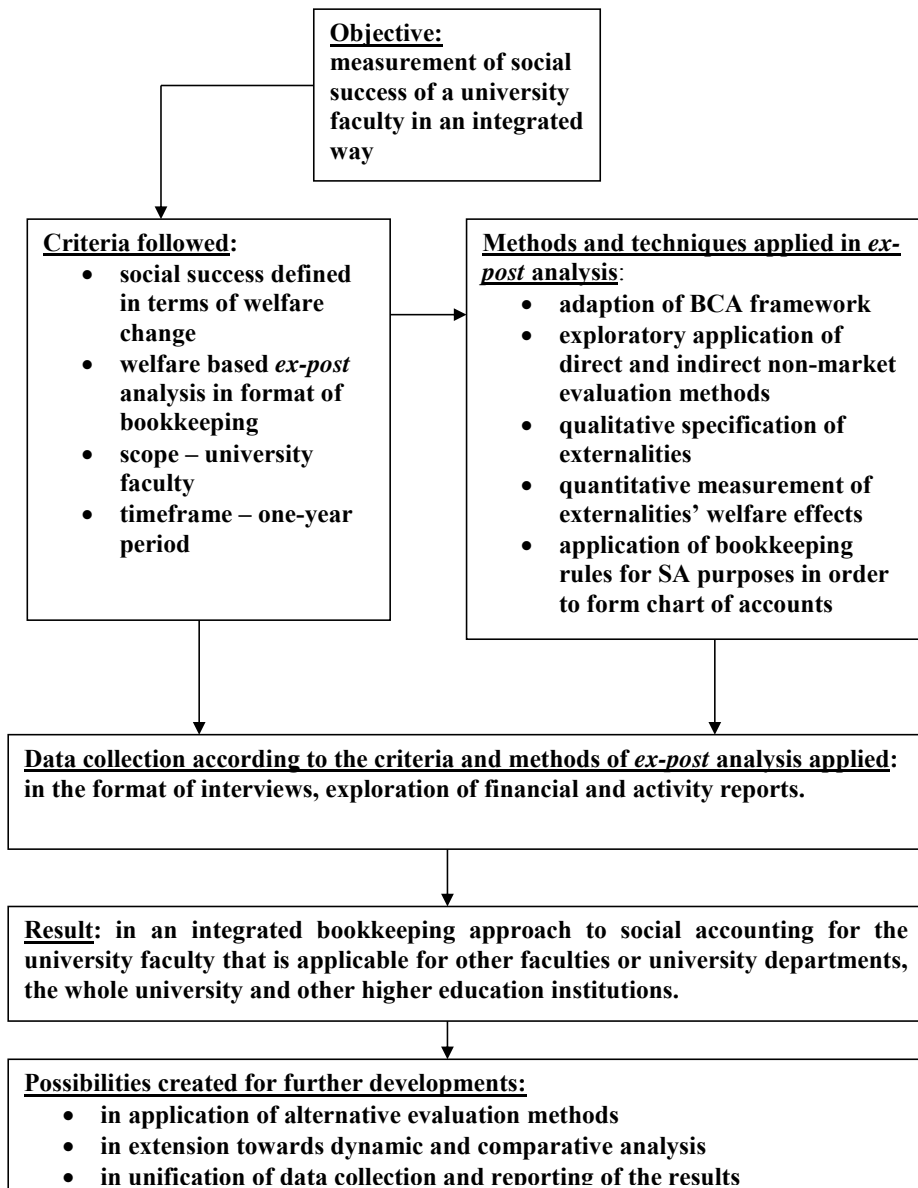 Objective:
measurement of social
success of a university
faculty in an integrated
way
Criteria followed:
• social success defined
in terms of welfare
change
• welfare based ex-post
analysis in format of
bookkeeping
• scope – university
faculty
• timeframe – one-year
period
Methods and techniques applied in ex-
post analysis:
• adaption of BCA framework
• exploratory application of
direct and indirect non-market
evaluation methods
• qualitative specification of
externalities
• quantitative measurement of
externalities’ welfare effects
• application of bookkeeping
rules for SA purposes in order
to form chart of accounts
Data collection according to the criteria and methods of ex-post analysis applied:
in the format of interviews, exploration of financial and activity reports.
Result: in an integrated bookkeeping approach to social accounting for the
university faculty that is applicable for other faculties or university departments,
the whole university and other higher education institutions.
Possibilities created for further developments:
• in application of alternative evaluation methods
• in extension towards dynamic and comparative analysis
• in unification of data collection and reporting of the results